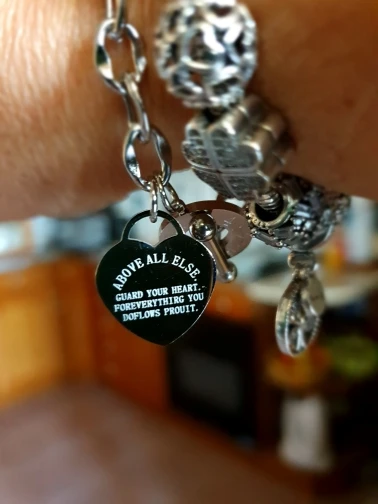 ABOVE ALL ELSE.
GUARD YOUR HEART.
FOREVERYTHIRG YOU
DOFLOWS PROUIT.